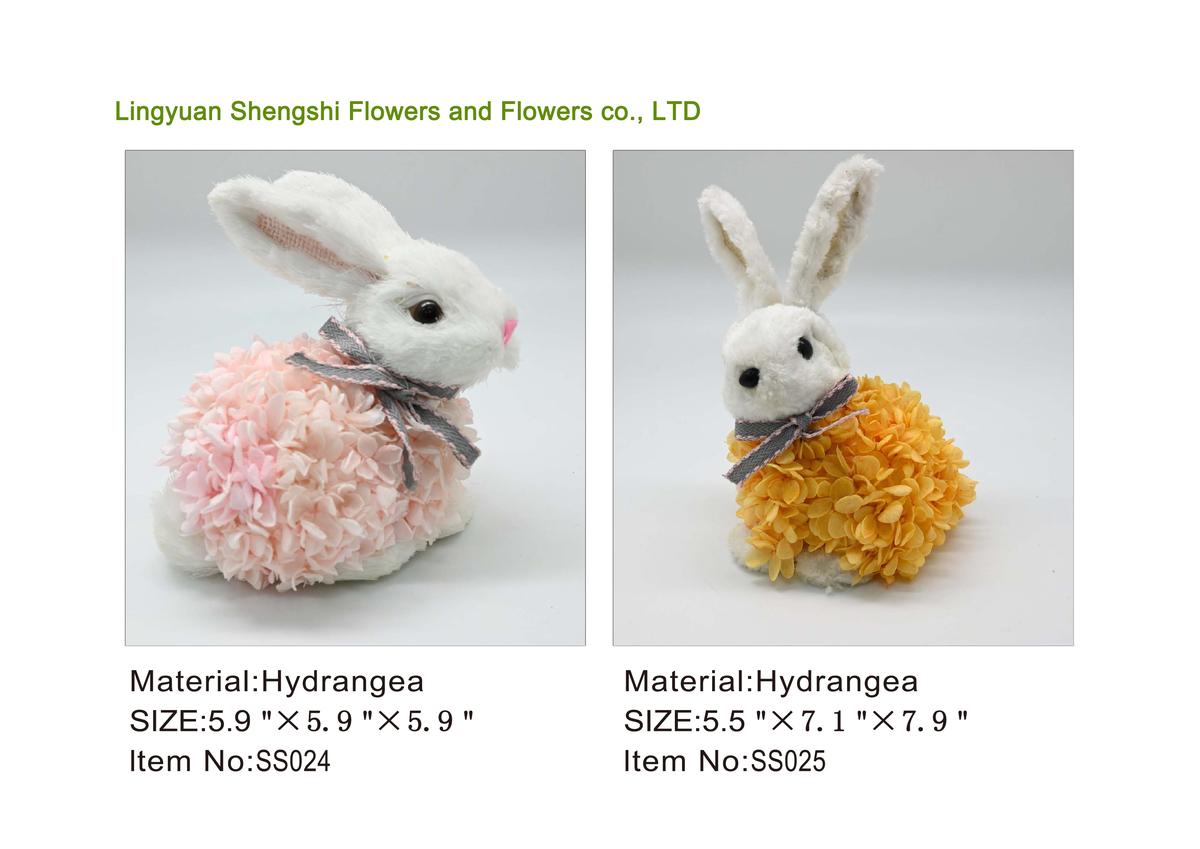 Lingyuan Shengshi Flowers and Flowers co., LTD
Material:Hydrangea
SIZE:5.9 "×5.9 "×5.9 "
Item No:SS024
Material:Hydrangea
SIZE:5.5 "×7.1 "×7.9 "
Item No:SS025